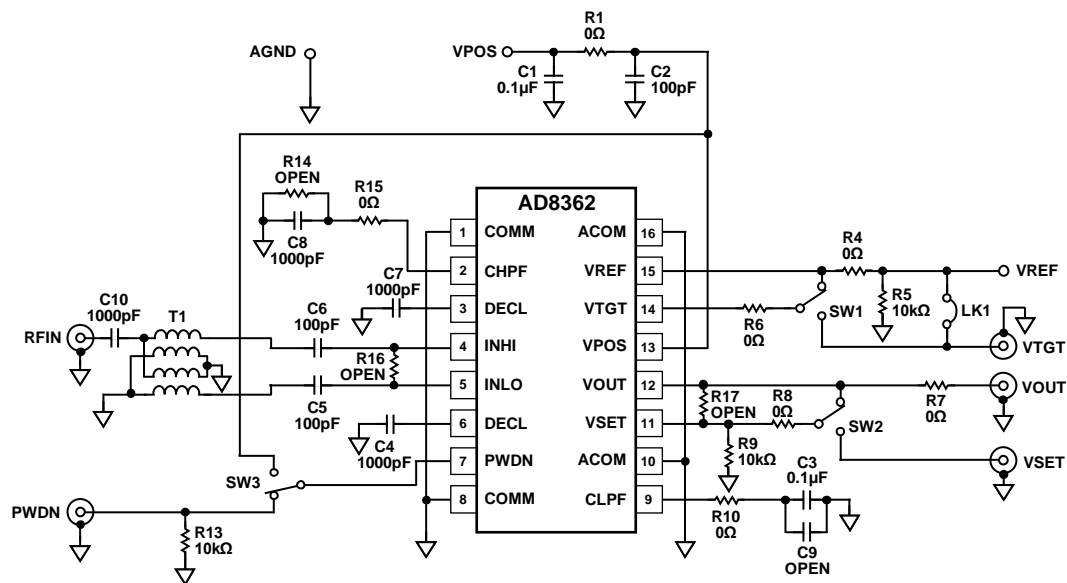 AGND
VPOS
R1
0Ω
C1
0.1µF
C2
100pF
R14
OPEN
R15
0Ω
C8
1000pF
C7
1000pF
C10
1000pF
T1
RFIN
C6
100pF
R16
OPEN
C5
100pF
C4
1000pF
SW3
PWDN
R13
10kΩ
AD8362
1 COMM
2 CHPF
3 DECL
4 INHI
5 INLO
6 DECL
7 PWDN
8 COMM
ACOM 16
VREF 15
VTGT 14
VPOS 13
VOUT 12
VSET 11
ACOM 10
CLPF 9
R4
0Ω
VREF
R5
10kΩ
LK1
SW1
R6
0Ω
VTGT
R17
OPEN
R8
0Ω
SW2
R7
0Ω
VOUT
R9
10kΩ
VSET
C3
0.1µF
R10
0Ω
C9
OPEN